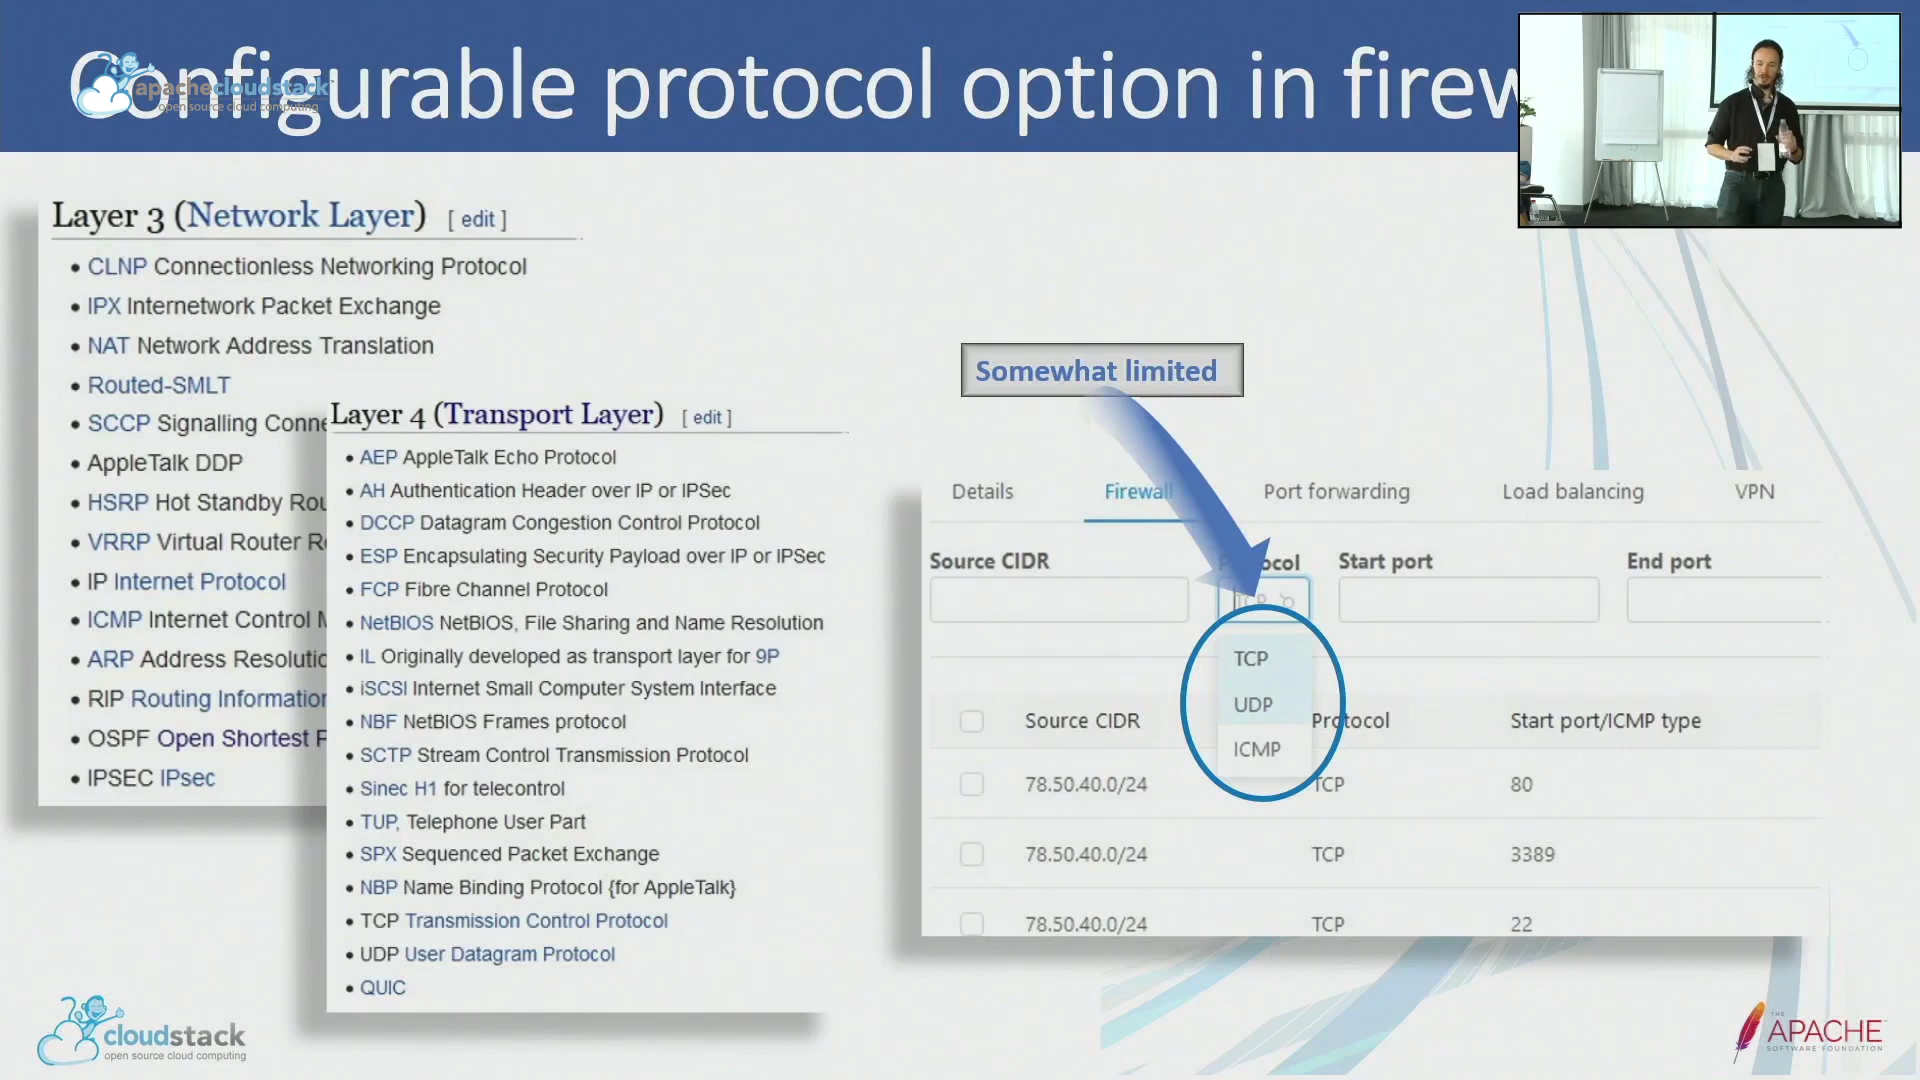 Configurable protocol option in firew
apachecloudstack
open source cloud computing
Layer 3 (Network Layer) [ edit ]
CLNP Connectionless Networking Protocol
IPX Internetwork Packet Exchange
NAT Network Address Translation
Routed-SMLT
SCCP Signalling Conne
AppleTalk DDP
HSRP Hot Standby Rou
VRRP Virtual Router R
IP Internet Protocol
ICMP Internet Control M
ARP Address Resolutio
RIP Routing Information
OSPF Open Shortest P
IPSEC IPsec
Layer 4 (Transport Layer) [ edit ]
AEP AppleTalk Echo Protocol
AH Authentication Header over IP or IPSec
DCCP Datagram Congestion Control Protocol
ESP Encapsulating Security Payload over IP or IPSec
FCP Fibre Channel Protocol
NetBIOS NetBIOS, File Sharing and Name Resolution
IL Originally developed as transport layer for 9P
iSCSI Internet Small Computer System Interface
NBF NetBIOS Frames protocol
SCTP Stream Control Transmission Protocol
Sinec H1 for telecontrol
TUP, Telephone User Part
SPX Sequenced Packet Exchange
NBP Name Binding Protocol {for AppleTalk}
TCP Transmission Control Protocol
UDP User Datagram Protocol
QUIC
Somewhat limited
Details Firewall Port forwarding Load balancing VPN
Source CIDR Protocol Start port End port
TCP
TCP
UDP
ICMP
Source CIDR Protocol Start port/ICMP type
78.50.40.0/24 TCP 80
78.50.40.0/24 TCP 3389
78.50.40.0/24 TCP 22
cloudstack
open source cloud computing
THE
APACHE
SOFTWARE FOUNDATION